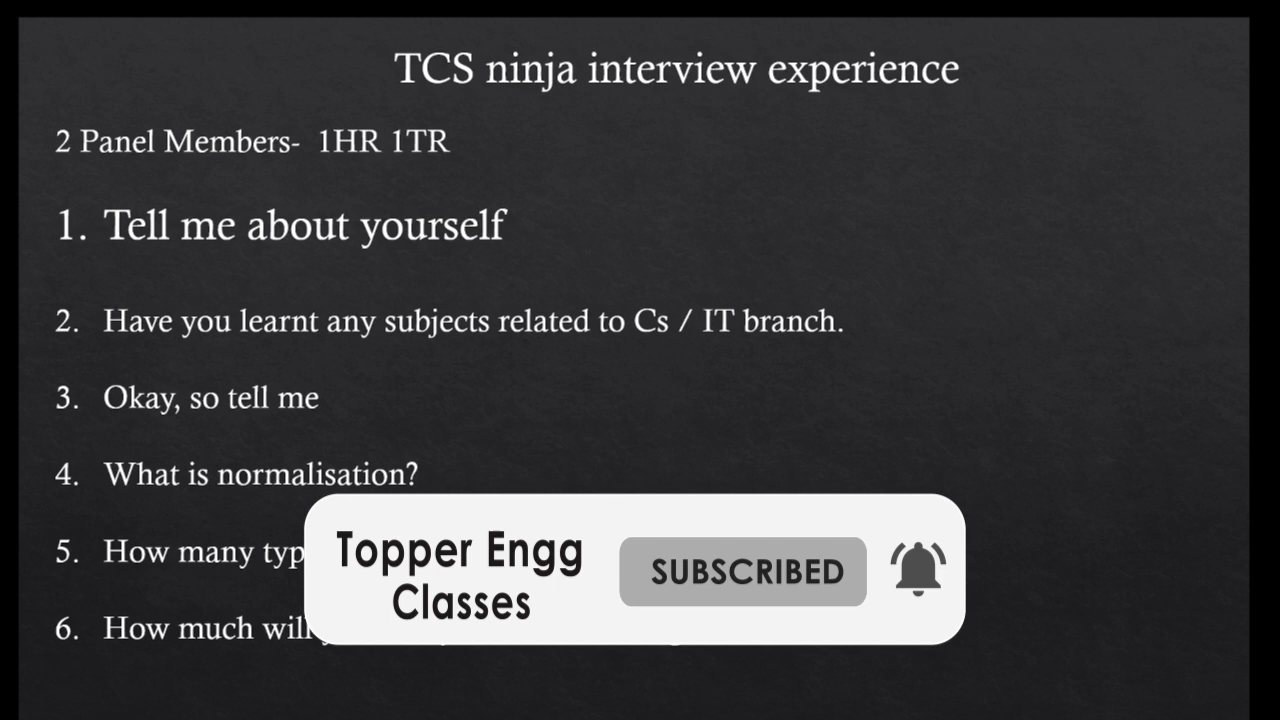 TCS ninja interview experience
2 Panel Members- 1HR 1TR
1. Tell me about yourself
2. Have you learnt any subjects related to Cs / IT branch.
3. Okay, so tell me
4. What is normalisation?
5. How many
6. How much will
Topper Engg
Classes
SUBSCRIBED